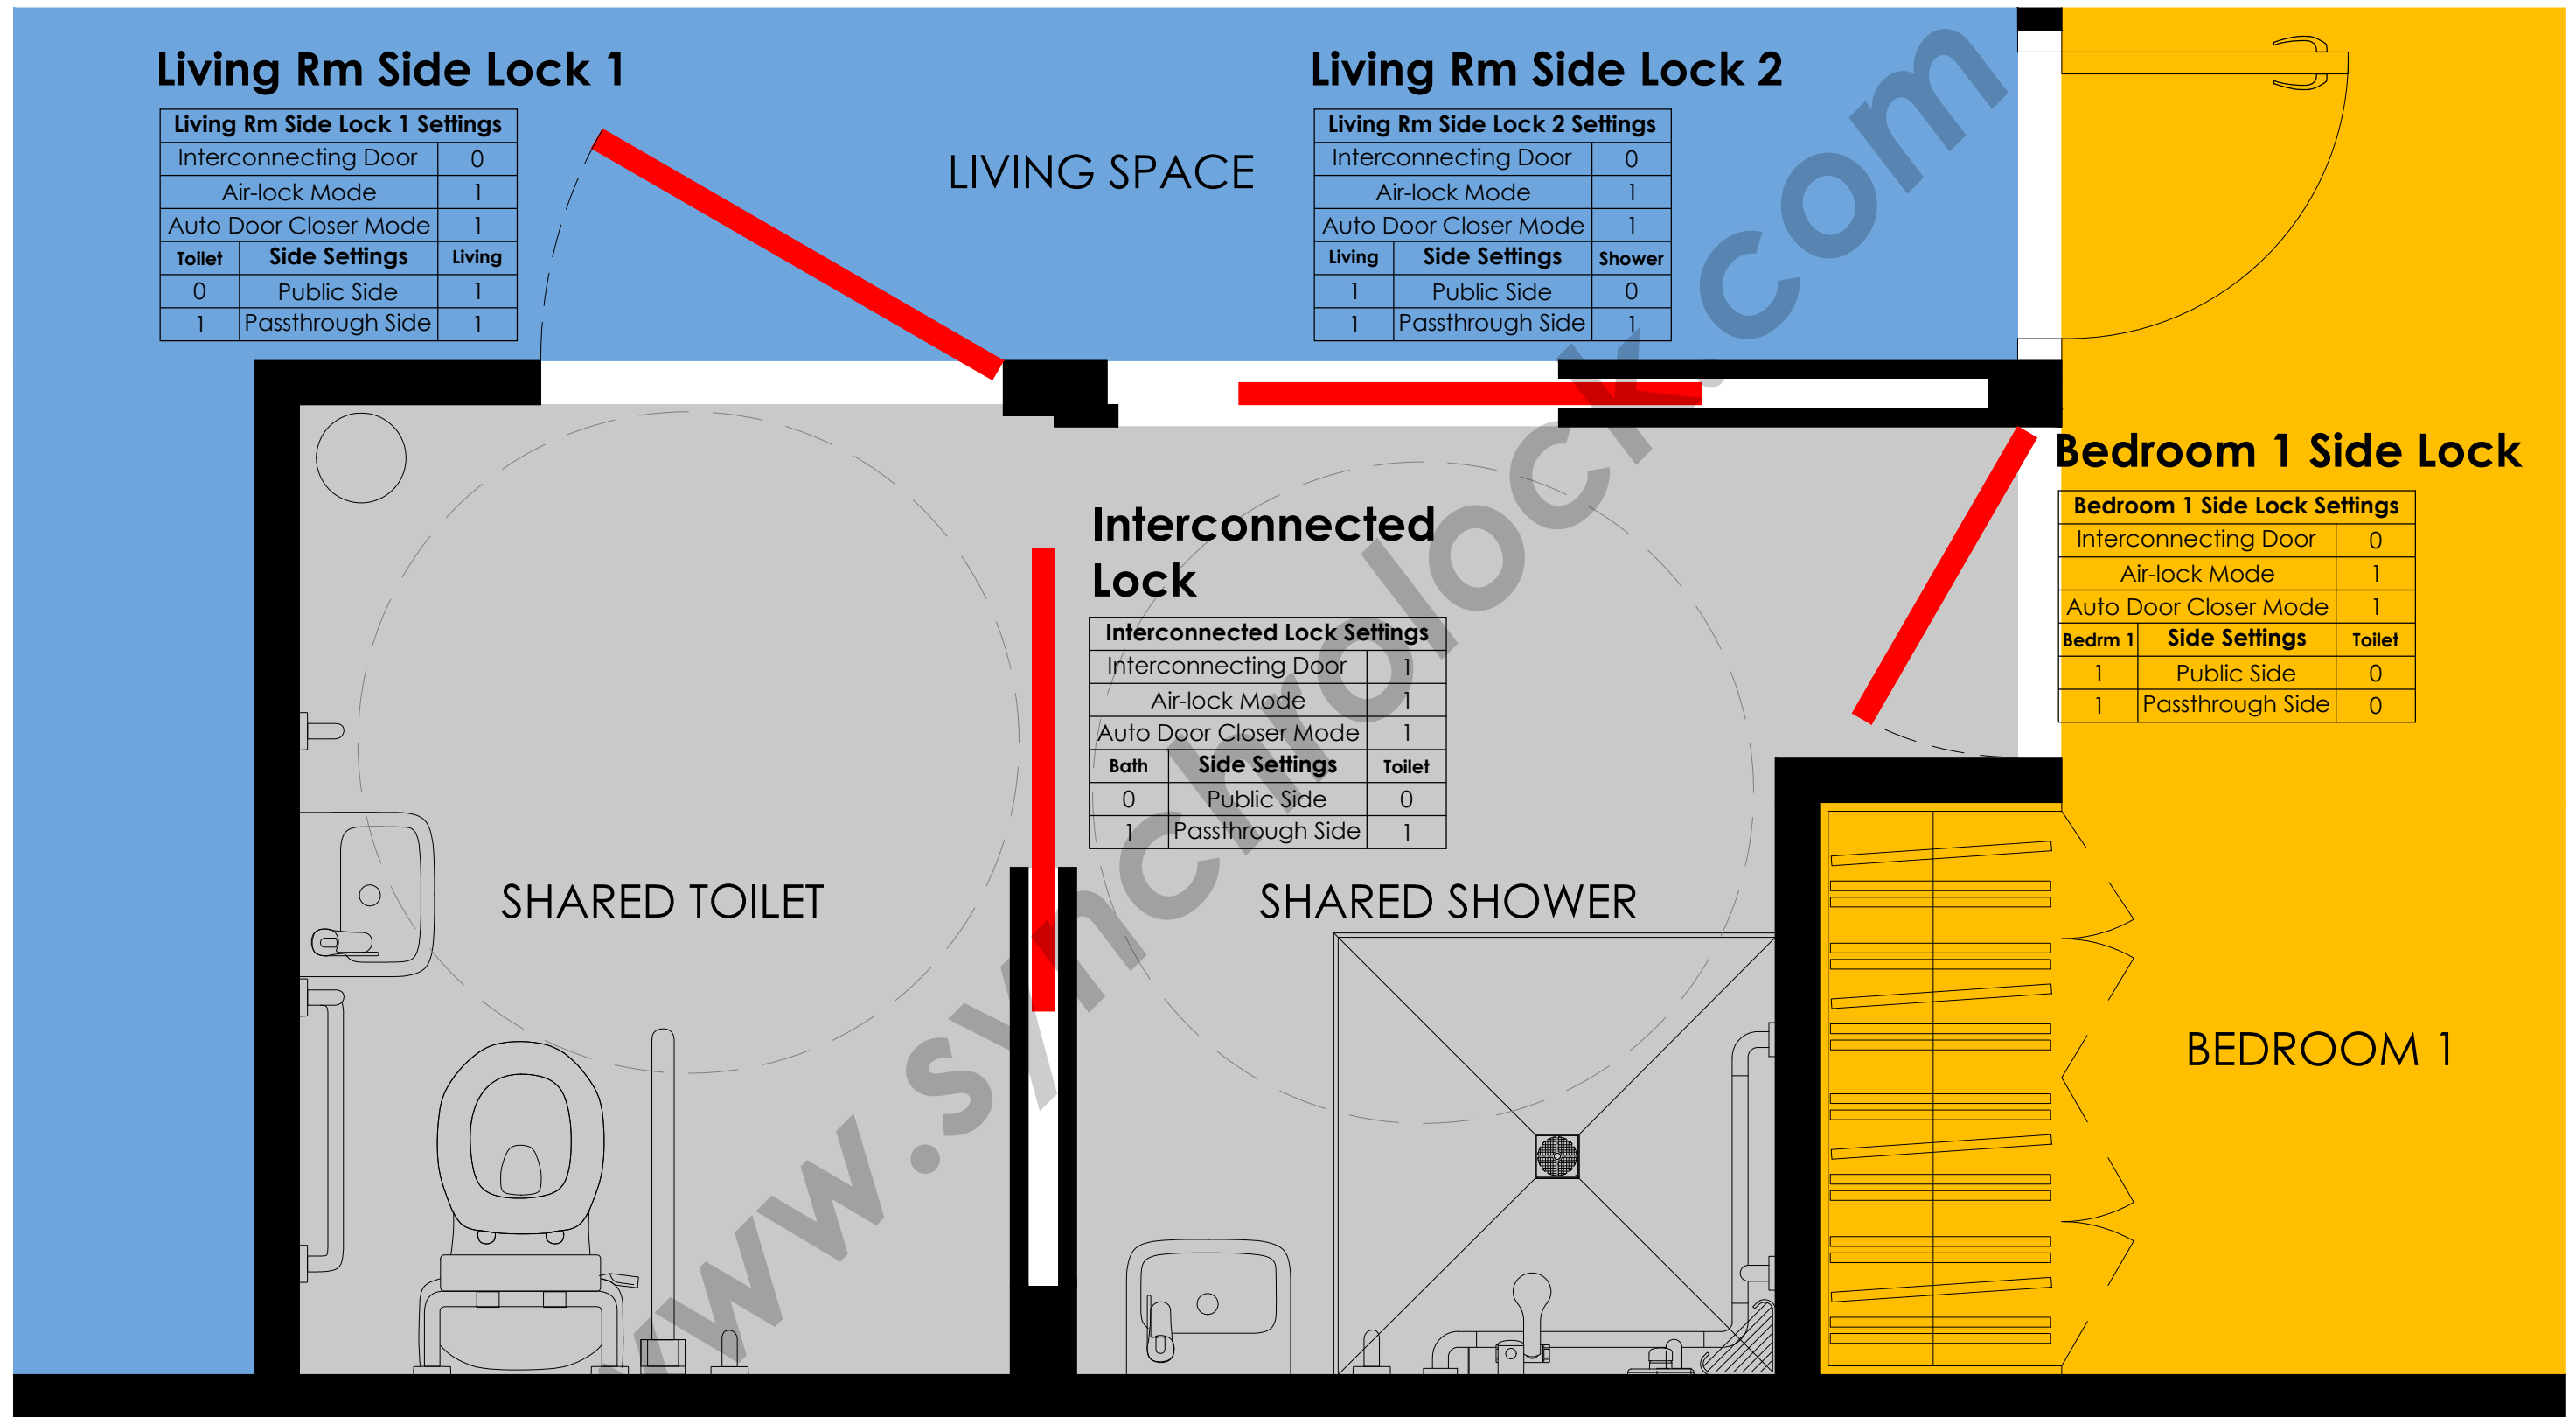 Living Rm Side Lock 1
Living Rm Side Lock 1 Settings
Interconnecting Door 0
Air-lock Mode 1
Auto Door Closer Mode 1
Toilet Side Settings Living
0 Public Side 1
1 Passthrough Side 1
LIVING SPACE
Living Rm Side Lock 2
Living Rm Side Lock 2 Settings
Interconnecting Door 0
Air-lock Mode 1
Auto Door Closer Mode 1
Living Side Settings Shower
1 Public Side 0
1 Passthrough Side 1
Bedroom 1 Side Lock
Bedroom 1 Side Lock Settings
Interconnecting Door 0
Air-lock Mode 1
Auto Door Closer Mode 1
Bedrm 1 Side Settings Toilet
1 Public Side 0
1 Passthrough Side 0
Interconnected
Lock
Interconnected Lock Settings
Interconnecting Door 1
Air-lock Mode 1
Auto Door Closer Mode 1
Bath Side Settings Toilet
0 Public Side 0
1 Passthrough Side 1
SHARED TOILET
SHARED SHOWER
BEDROOM 1
www.synchrolock.com